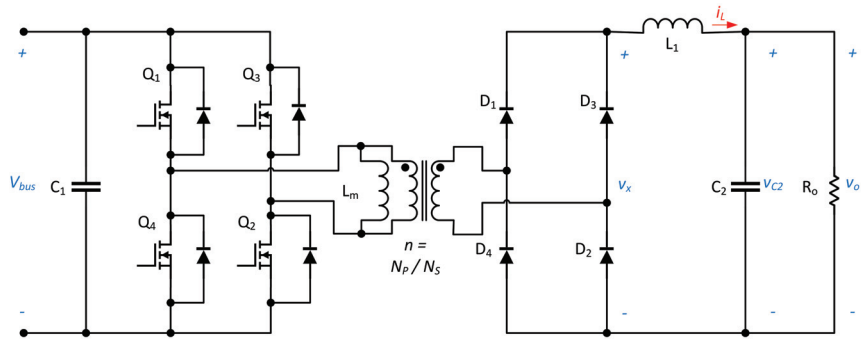 iL
L1
+
+
+
+
Q1
Q3
D1
D3
Vbus
C1
Lm
vx
C2
vC2
Ro
vo
Q4
Q2
n =
NP / NS
D4
D2
-
-
-
-